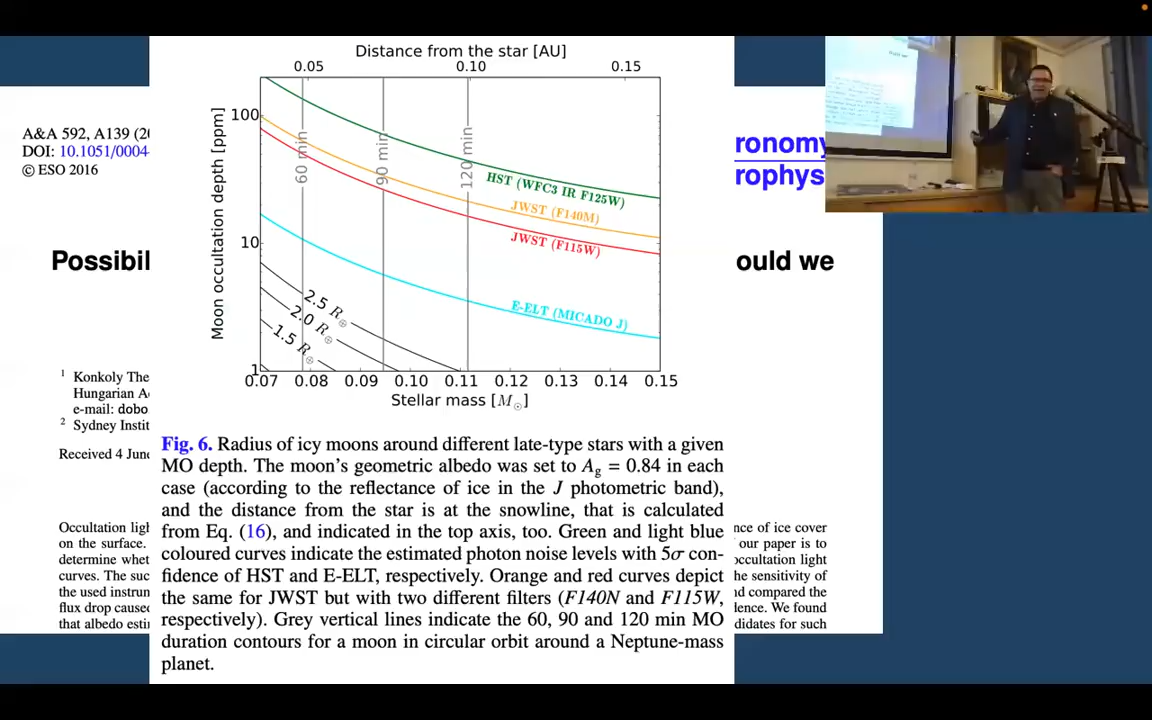 Distance from the star [AU]
0.05 0.10 0.15
100
10
1
Moon occultation depth [ppm]
60 min
90 min
120 min
HST (WFC3 IR F125W)
JWST (F140M)
JWST (F115W)
E-ELT (MICADO J)
2.5 R⊕
2.0 R⊕
1.5 R⊕
0.07 0.08 0.09 0.10 0.11 0.12 0.13 0.14 0.15
Stellar mass [M⊙]
A&A 592, A139 (20
DOI: 10.1051/0004-
© ESO 2016
ronomy
rophys
Possibil
ould we
1 Konkoly The
Hungarian A
e-mail: dobo
2 Sydney Instit
Received 4 June
Occultation ligh
on the surface.
determine whet
curves. The suc
the used instrun
flux drop cause
that albedo esti
Fig. 6. Radius of icy moons around different late-type stars with a given
MO depth. The moon's geometric albedo was set to Ag = 0.84 in each
case (according to the reflectance of ice in the J photometric band),
and the distance from the star is at the snowline, that is calculated
from Eq. (16), and indicated in the top axis, too. Green and light blue
coloured curves indicate the estimated photon noise levels with 5σ con-
fidence of HST and E-ELT, respectively. Orange and red curves depict
the same for JWST but with two different filters (F140N and F115W,
respectively). Grey vertical lines indicate the 60, 90 and 120 min MO
duration contours for a moon in circular orbit around a Neptune-mass
planet.
nce of ice cover
our paper is to
occultation light
he sensitivity of
nd compared the
lence. We found
didates for such